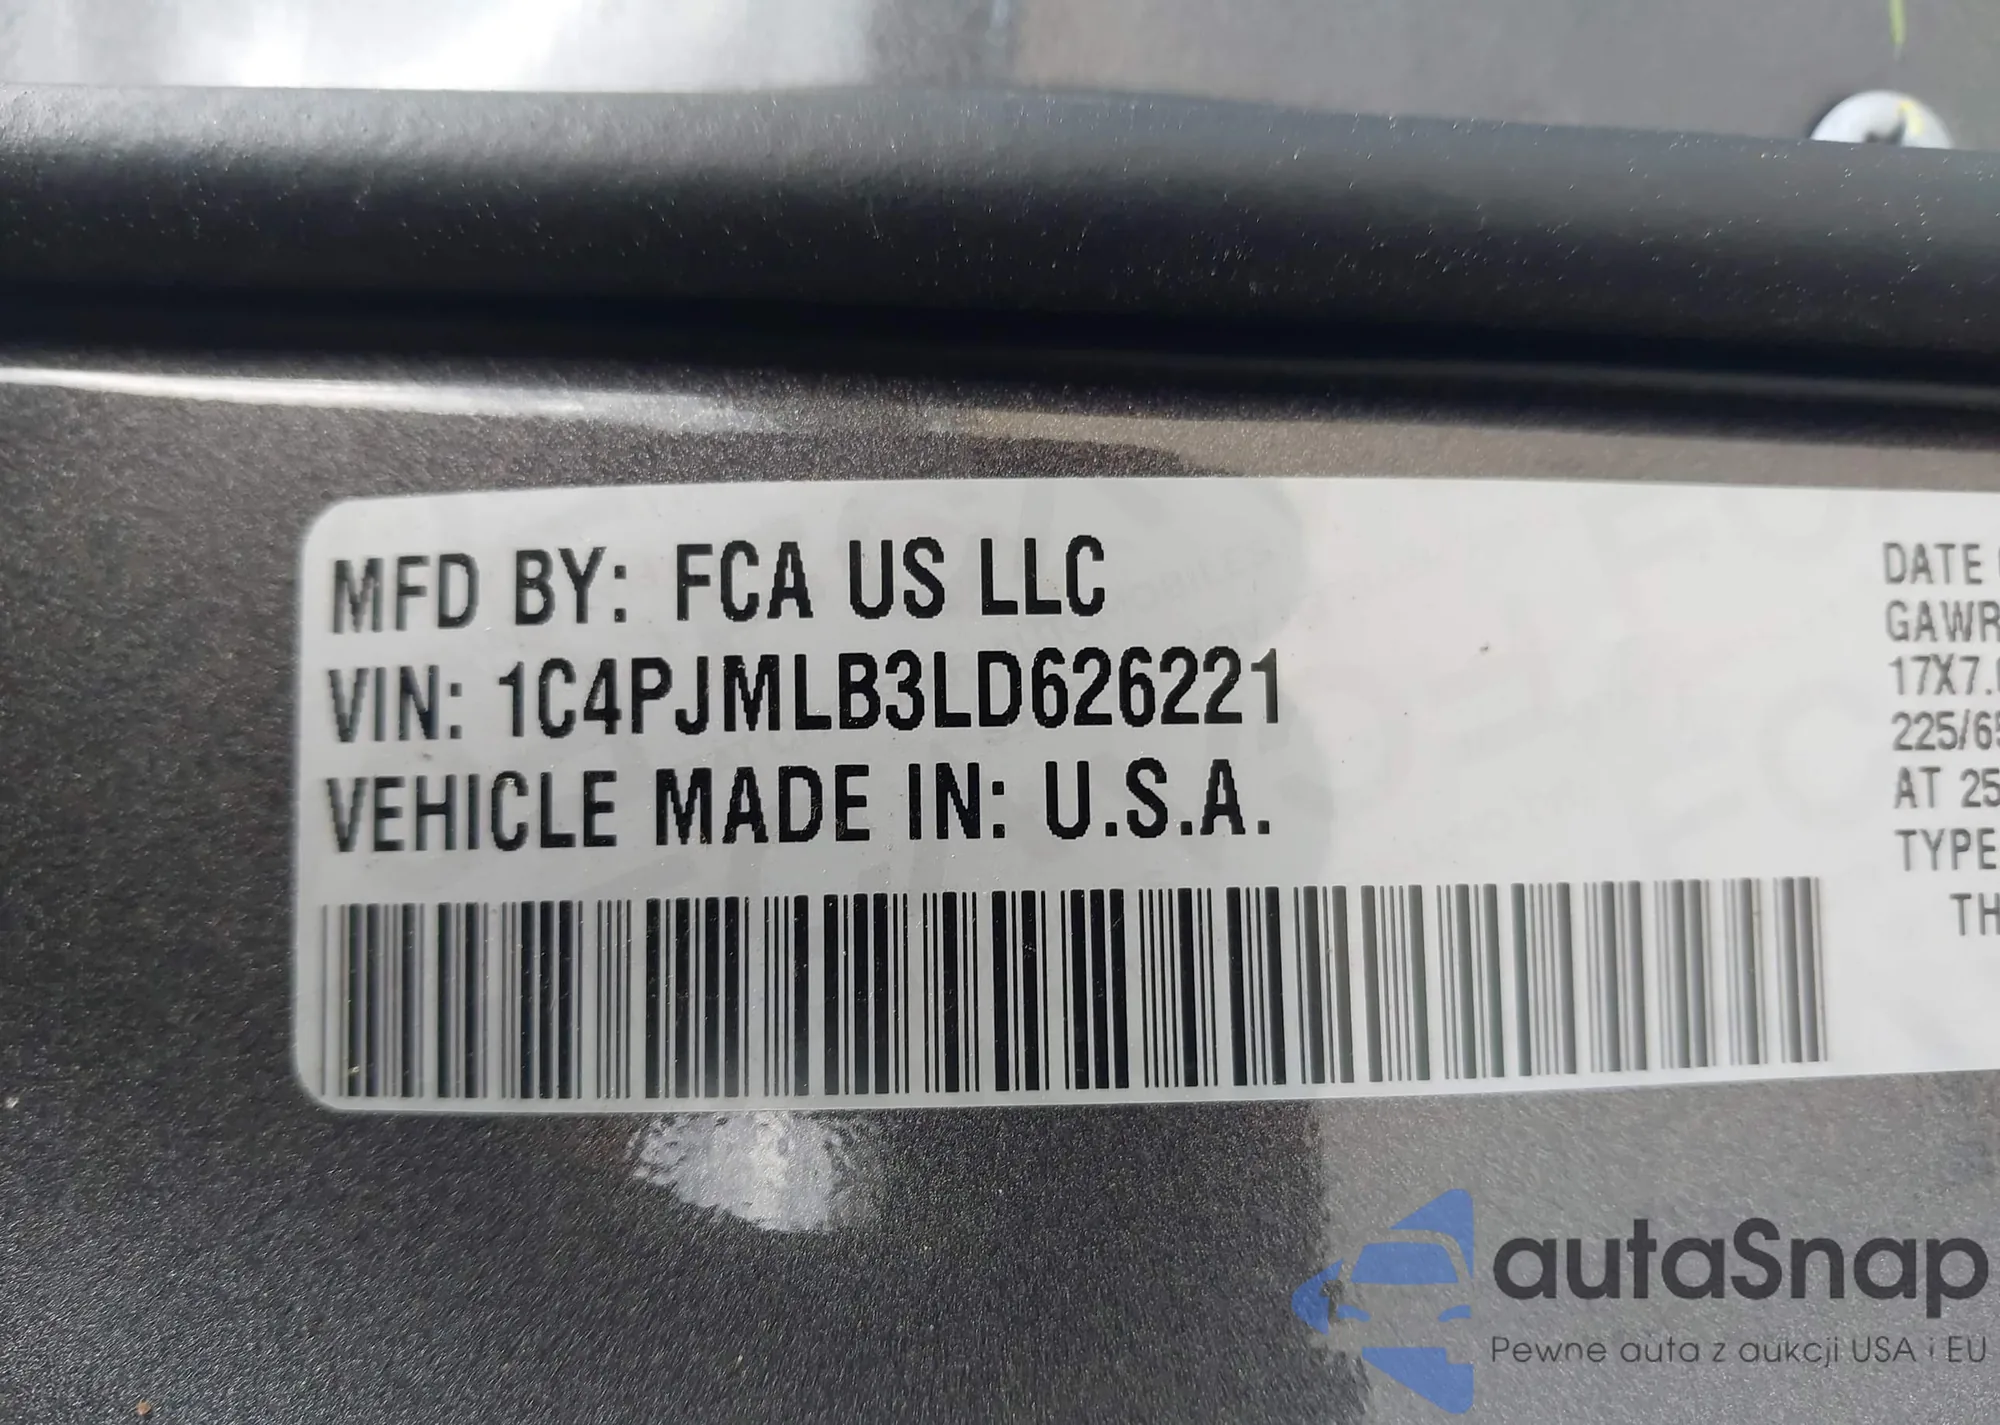 MFD BY: FCA US LLC
VIN: 1C4PJMLB3LD626221
VEHICLE MADE IN: U.S.A.
DATE
GAWR
17X7.
225/65
AT 25
TYPE
TH
autaSnap
Pewne auta z aukcji USA i EU